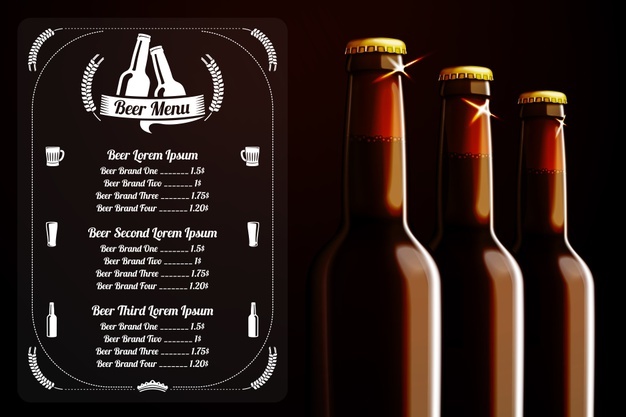 Beer Menu
Beer Lorem Ipsum
Beer Brand One ........ 1.5$
Beer Brand Two ........ 1$
Beer Brand Three ....... 1.75$
Beer Brand Four ........ 1.20$
Beer Second Lorem Ipsum
Beer Brand One ........ 1.5$
Beer Brand Two ........ 1$
Beer Brand Three ....... 1.75$
Beer Brand Four ........ 1.20$
Beer Third Lorem Ipsum
Beer Brand One ........ 1.5$
Beer Brand Two ........ 1$
Beer Brand Three ....... 1.75$
Beer Brand Four ........ 1.20$